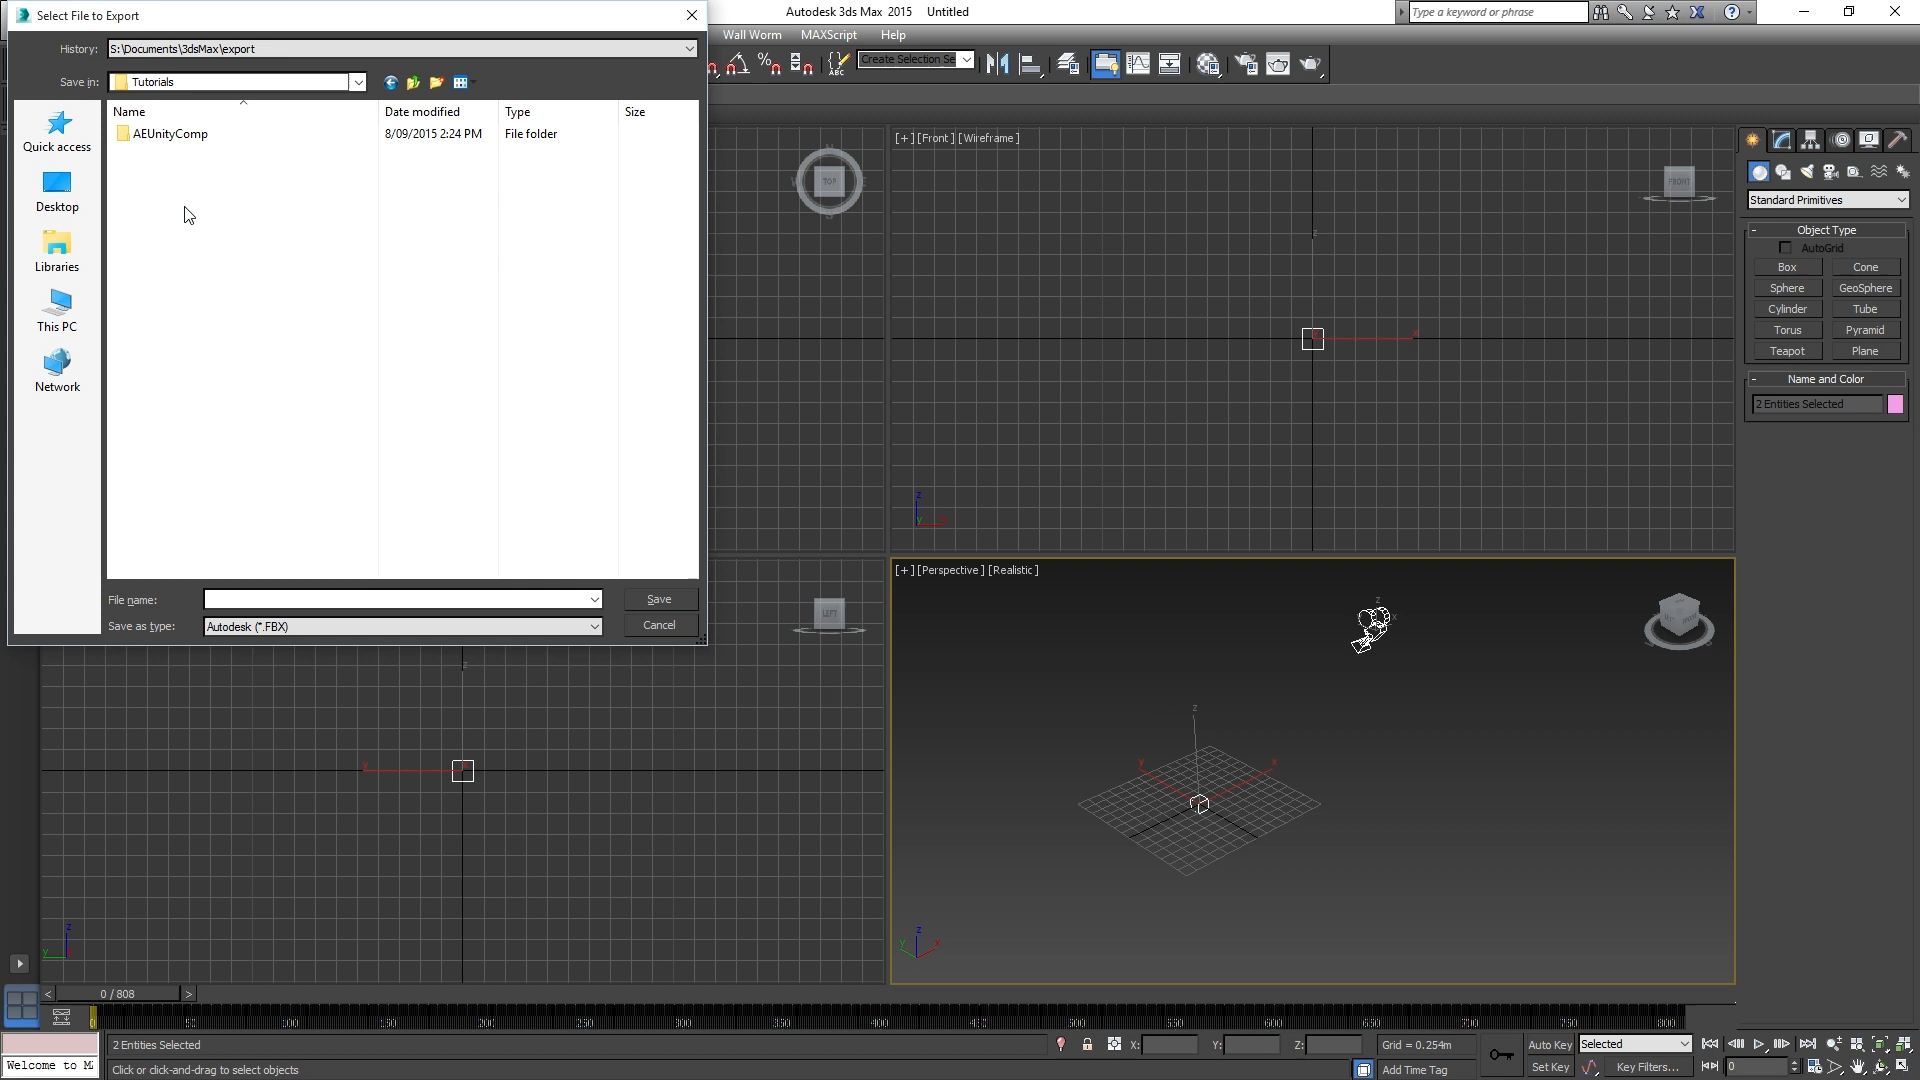 Select File to Export
Autodesk 3ds Max 2015 Untitled
Type a keyword or phrase
History: S:\Documents\3dsMax\export
Wall Worm MAXScript Help
Create Selection Se
Save in: Tutorials
Name Date modified Type Size
AEUnityComp 8/09/2015 2:24 PM File folder
Quick access
Desktop
Libraries
This PC
Network
File name: Save
Save as type: Autodesk (*.FBX) Cancel
TOP
[+][Front][Wireframe]
FRONT
z
x
z
y
LEFT
z
y
x
z
y
[+][Perspective][Realistic]
z
x
z
y
x
z
y
x
Standard Primitives
- Object Type
AutoGrid
Box Cone
Sphere GeoSphere
Cylinder Tube
Torus Pyramid
Teapot Plane
- Name and Color
2 Entities Selected
< 0 / 808 >
0 50 100 150 200 250 300 350 400 450 500 550 600 650 700 750 800
2 Entities Selected X: Y: Z: Grid = 0.254m Auto Key Selected
Welcome to M
Click or click-and-drag to select objects Add Time Tag Set Key Key Filters... 0